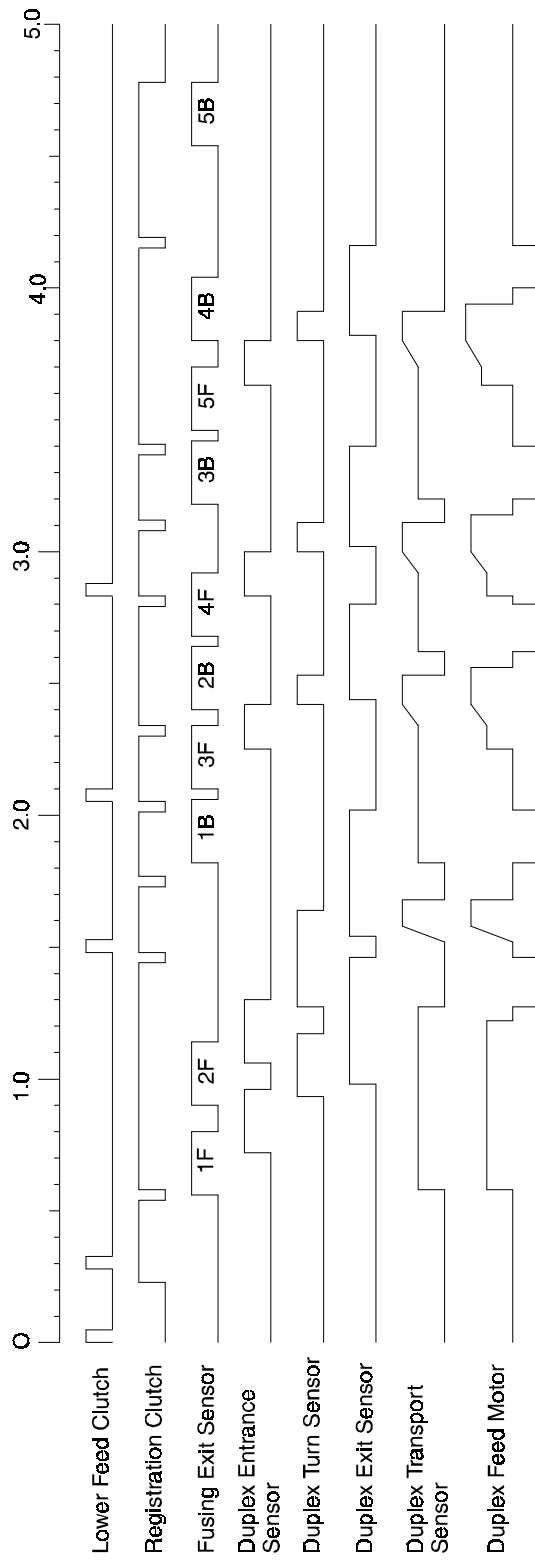 O
1.0
2.0
3.0
4.0
5.0
Lower Feed Clutch
Registration Clutch
Fusing Exit Sensor
1F
2F
1B
3F
2B
4F
3B
5F
4B
5B
Duplex Entrance
Sensor
Duplex Turn Sensor
Duplex Exit Sensor
Duplex Transport
Sensor
Duplex Feed Motor